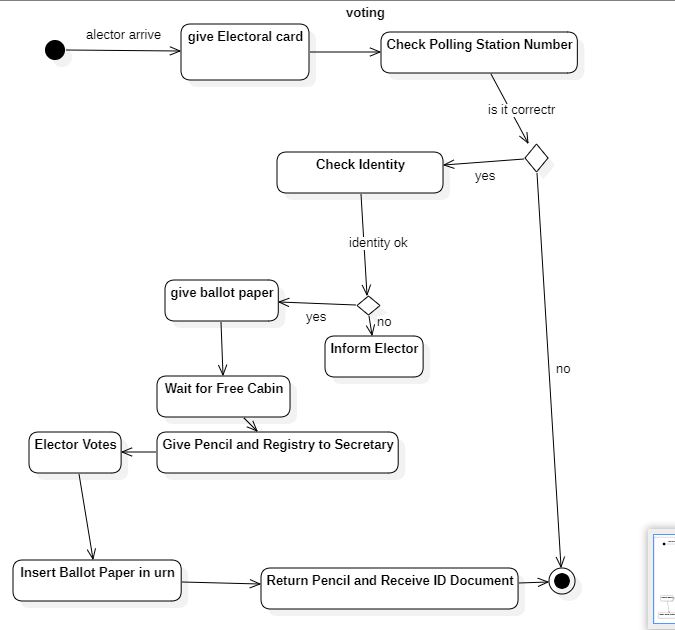 voting
alector arrive
give Electoral card
Check Polling Station Number
is it correctr
Check Identity
yes
identity ok
give ballot paper
yes
no
Inform Elector
no
Wait for Free Cabin
Elector Votes
Give Pencil and Registry to Secretary
Insert Ballot Paper in urn
Return Pencil and Receive ID Document